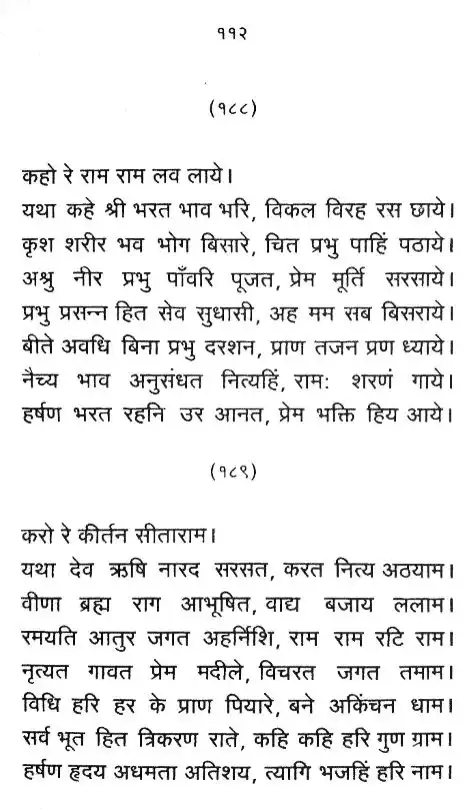 ११२
(१८८)
कहो रे राम राम लव लाये।
यथा कहे श्री भरत भाव भरि, विकल विरह रस छाये।
कृश शरीर भव भोग बिसारे, चित प्रभु पाहिं पठाये।
अश्रु नीर प्रभु पाँवरि पूजत, प्रेम मूर्ति सरसाये।
प्रभु प्रसन्न हित सेव सुधासी, अह मम सब बिसराये।
बीते अवधि बिना प्रभु दरशन, प्राण तजन प्रण ध्याये।
नैच्य भाव अनुसंधत नित्यहिं, रामः शरणं गाये।
हर्षण भरत रहनि उर आनत, प्रेम भक्ति हिय आये।
(१८९)
करो रे कीर्तन सीताराम।
यथा देव ऋषि नारद सरसत, करत नित्य अठयाम।
वीणा ब्रह्म राग आभूषित, वाद्य बजाय ललाम।
रमयति आतुर जगत अहर्निशि, राम राम रटि राम।
नृत्यत गावत प्रेम मदीले, विचरत जगत तमाम।
विधि हरि हर के प्राण पियारे, बने अकिंचन धाम।
सर्व भूत हित त्रिकरण राते, कहि कहि हरि गुण ग्राम।
हर्षण हृदय अधमता अतिशय, त्यागि भजहिं हरि नाम।